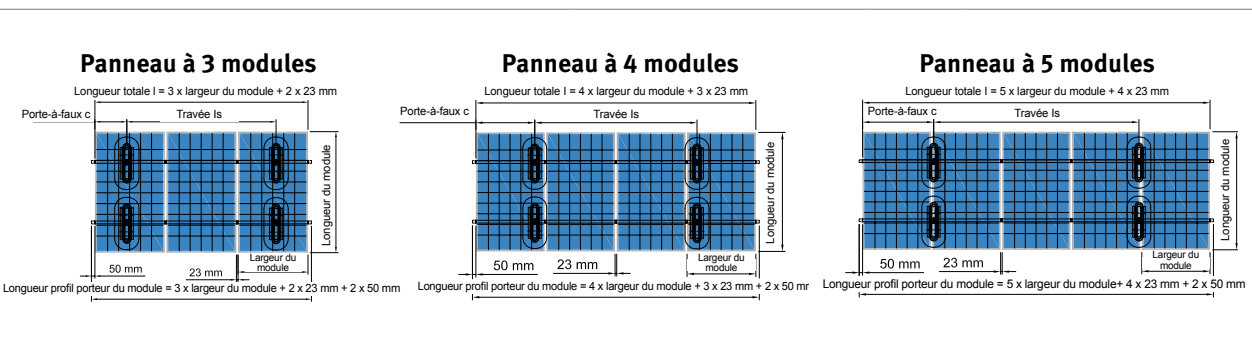 Panneau à 3 modules
Longueur totale l = 3 x largeur du module + 2 x 23 mm
Porte-à-faux c
Travée ls
Longueur du module
Largeur du
module
50 mm
23 mm
Longueur profil porteur du module = 3 x largeur du module + 2 x 23 mm + 2 x 50 mm
Panneau à 4 modules
Longueur totale l = 4 x largeur du module + 3 x 23 mm
Porte-à-faux c
Travée ls
Longueur du module
Largeur du
module
50 mm
23 mm
Longueur profil porteur du module = 4 x largeur du module + 3 x 23 mm + 2 x 50 mm
Panneau à 5 modules
Longueur totale l = 5 x largeur du module + 4 x 23 mm
Porte-à-faux c
Travée ls
Longueur du module
Largeur du
module
50 mm
23 mm
Longueur profil porteur du module = 5 x largeur du module+ 4 x 23 mm + 2 x 50 mm